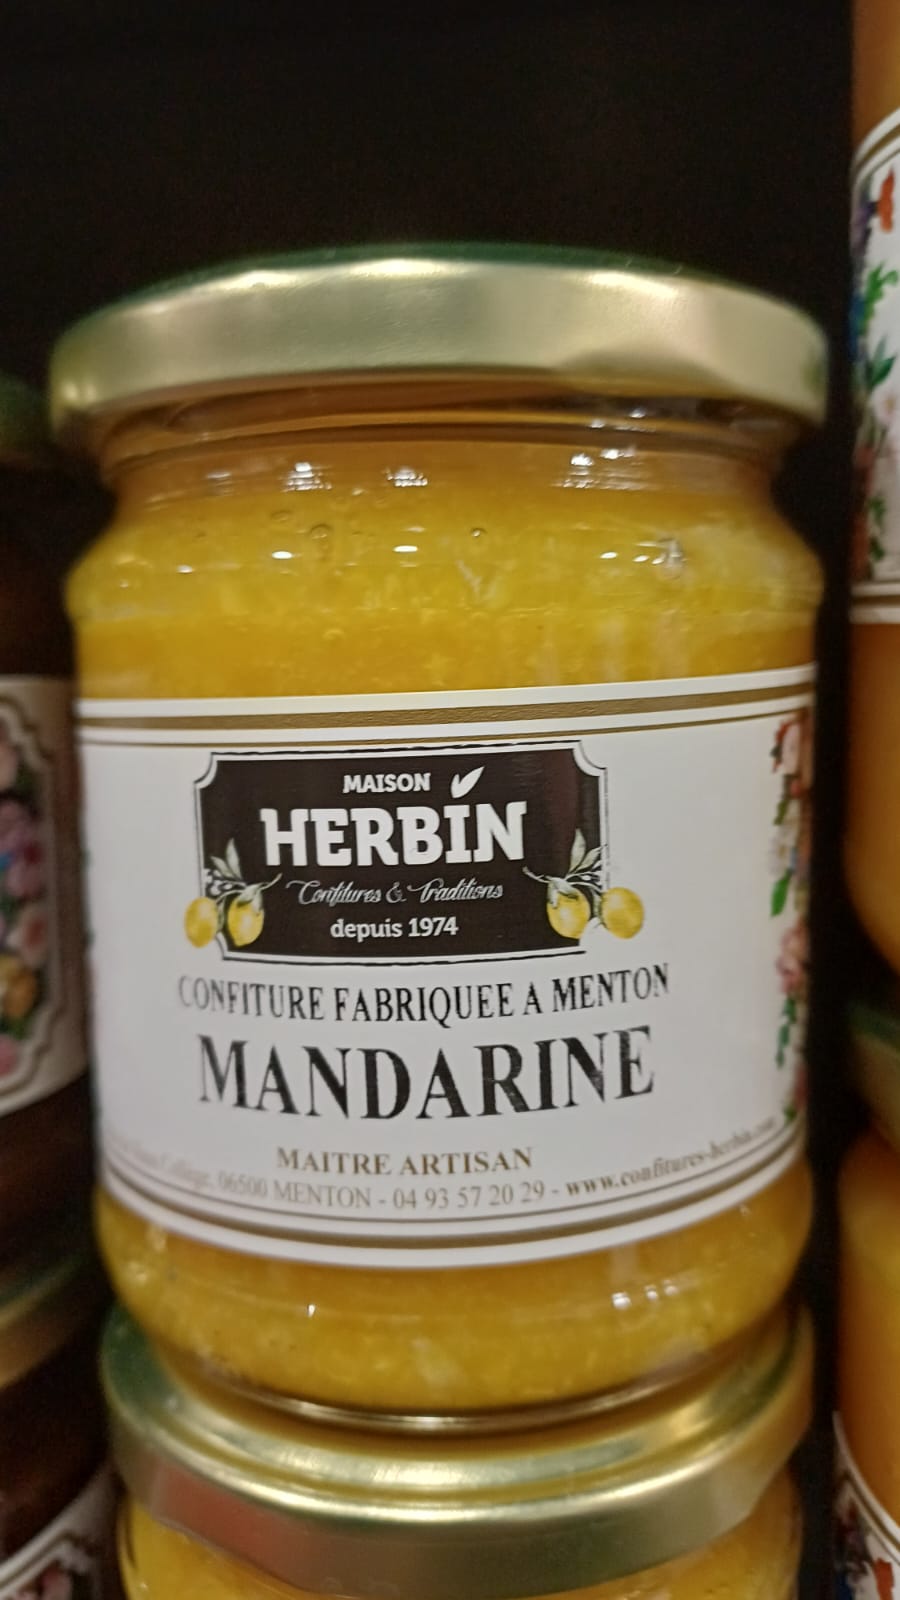 MAISON
HERBIN
Confitures & Traditions
depuis 1974
CONFITURE FABRIQUEE A MENTON
MANDARINE
MAITRE ARTISAN
06500 MENTON - 04 93 57 20 29 - www.confitures-herbin.com